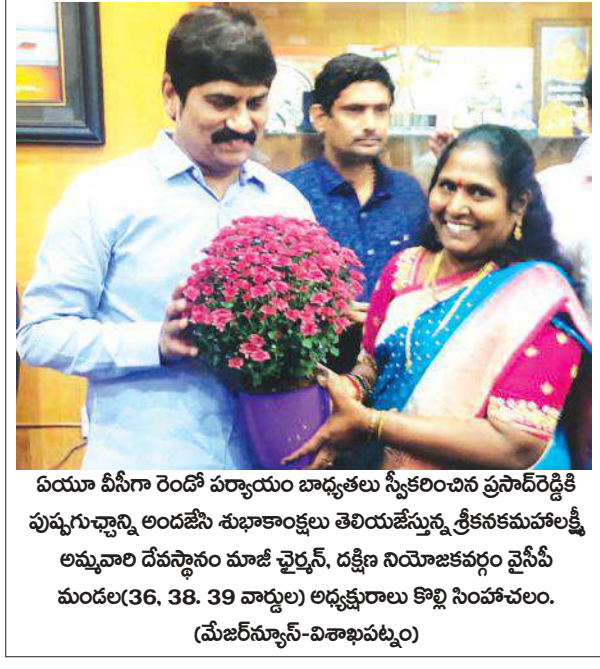 ఏయూ వీసీగా రెండో పర్యాయం బాధ్యతలు స్వీకరించిన ప్రసాద్‌రెడ్డికి
పుష్పగుచ్ఛాన్ని అందజేసి శుభాకాంక్షలు తెలియజేస్తున్న శ్రీకనకమహాలక్ష్మీ
అమ్మవారి దేవస్థానం మాజీ ఛైర్మన్, దక్షిణ నియోజకవర్గం వైసీపీ
మండల(36, 38. 39 వార్డుల) అధ్యక్షురాలు కొల్లి సింహాచలం.
(మేజర్‌న్యూస్-విశాఖపట్నం)